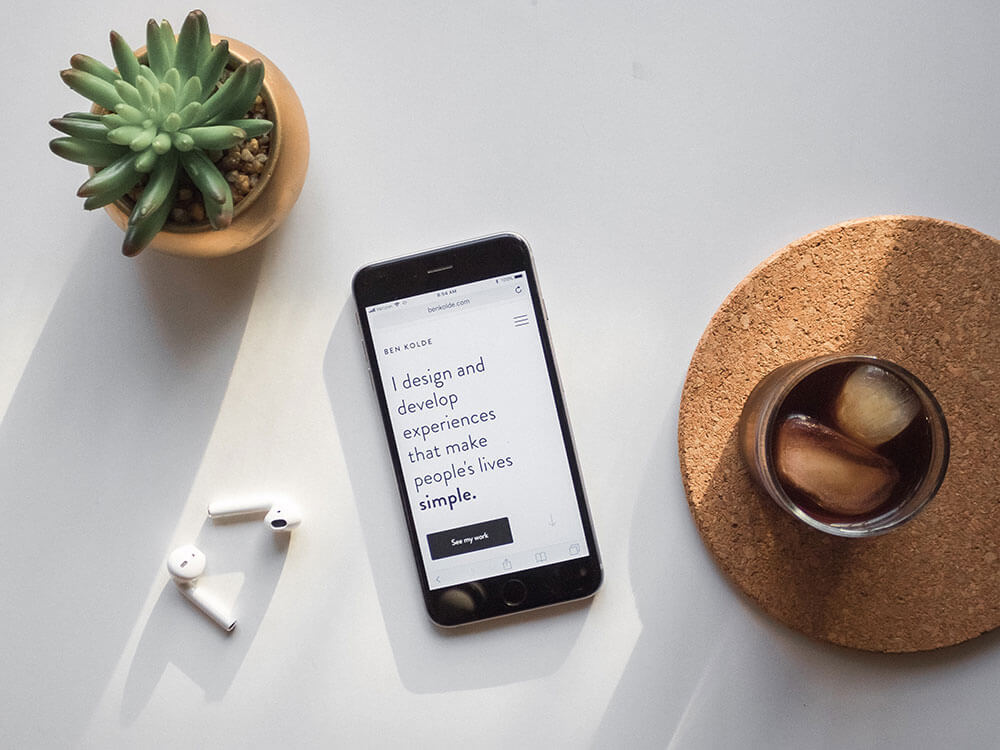 Verizon 8:54 AM 100%
benkolde.com
BEN KOLDE
I design and
develop
experiences
that make
people's lives
simple.
See my work